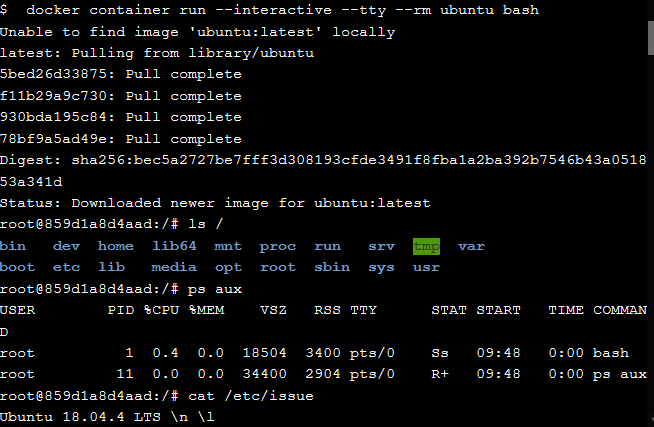 $  docker container run --interactive --tty --rm ubuntu bash
Unable to find image 'ubuntu:latest' locally
latest: Pulling from library/ubuntu
5bed26d33875: Pull complete
f11b29a9c730: Pull complete
930bda195c84: Pull complete
78bf9a5ad49e: Pull complete
Digest: sha256:bec5a2727be7fff3d308193cfde3491f8fba1a2ba392b7546b43a0518
53a341d
Status: Downloaded newer image for ubuntu:latest
root@859d1a8d4aad:/# ls /
bin   dev  home  lib64  mnt  proc  run   srv  tmp  var
boot  etc  lib   media  opt  root  sbin  sys  usr
root@859d1a8d4aad:/# ps aux
USER        PID %CPU %MEM    VSZ   RSS TTY      STAT START   TIME COMMAN
D
root          1  0.4  0.0  18504  3400 pts/0    Ss   09:48   0:00 bash
root         11  0.0  0.0  34400  2904 pts/0    R+   09:48   0:00 ps aux
root@859d1a8d4aad:/# cat /etc/issue
Ubuntu 18.04.4 LTS \n \l